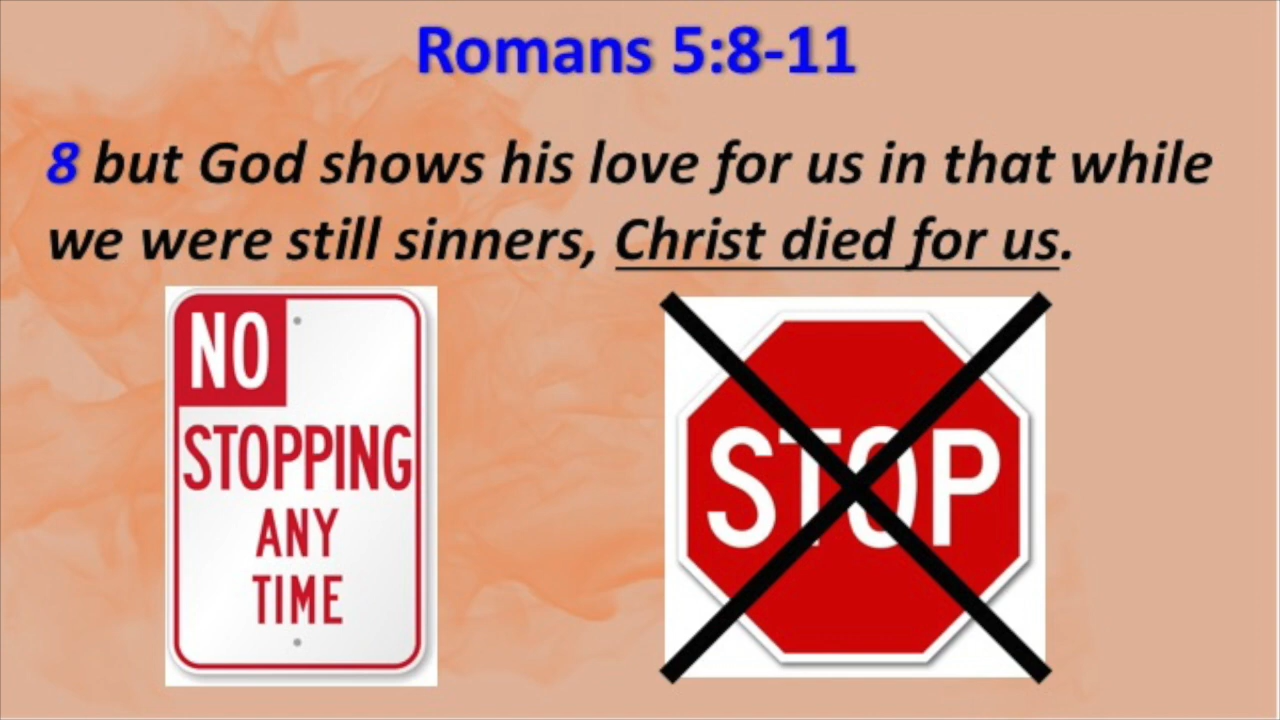 Romans 5:8-11
8 but God shows his love for us in that while
we were still sinners, Christ died for us.
NO
STOPPING
ANY
TIME
STOP